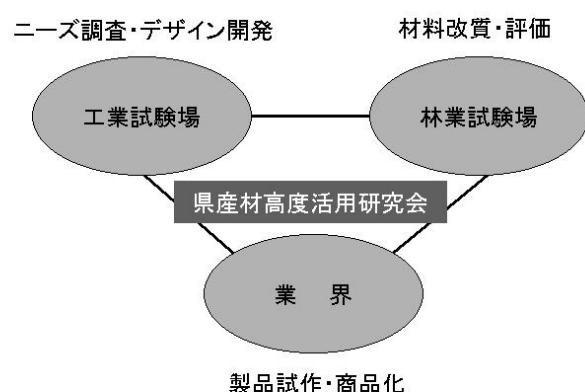 ニーズ調査・デザイン開発
材料改質・評価
工業試験場
林業試験場
県産材高度活用研究会
業 界
製品試作・商品化